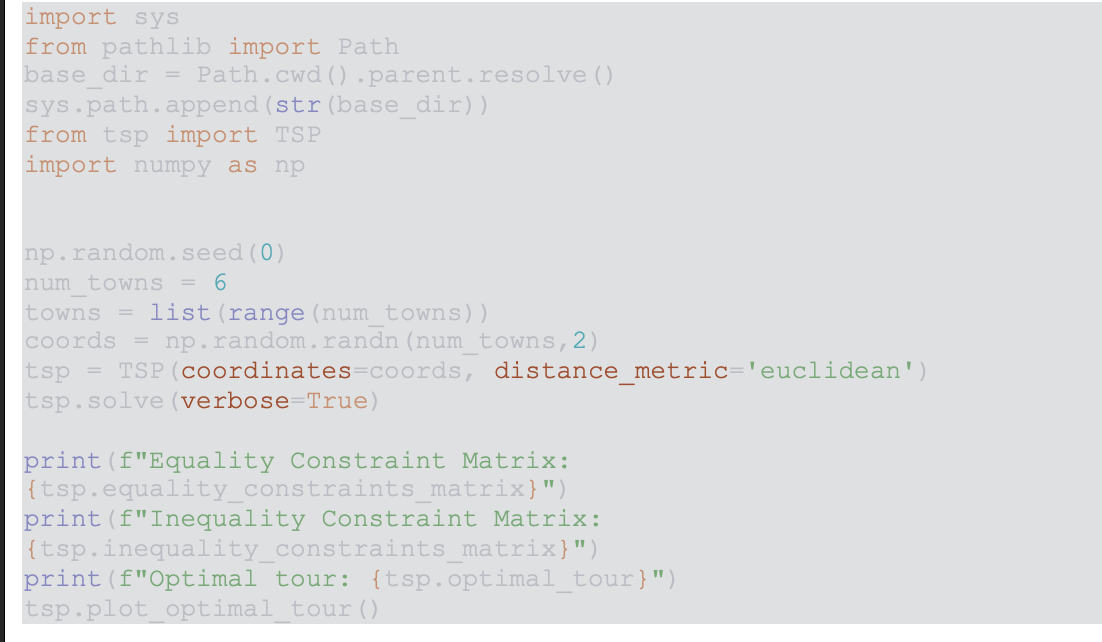 import sys
from pathlib import Path
base_dir = Path.cwd().parent.resolve()
sys.path.append(str(base_dir))
from tsp import TSP
import numpy as np
np.random.seed(0)
num_towns = 6
towns = list(range(num_towns))
coords = np.random.randn(num_towns,2)
tsp = TSP(coordinates=coords, distance_metric='euclidean')
tsp.solve(verbose=True)
print(f"Equality Constraint Matrix:
{tsp.equality_constraints_matrix}")
print(f"Inequality Constraint Matrix:
{tsp.inequality_constraints_matrix}")
print(f"Optimal tour: {tsp.optimal_tour}")
tsp.plot_optimal_tour()